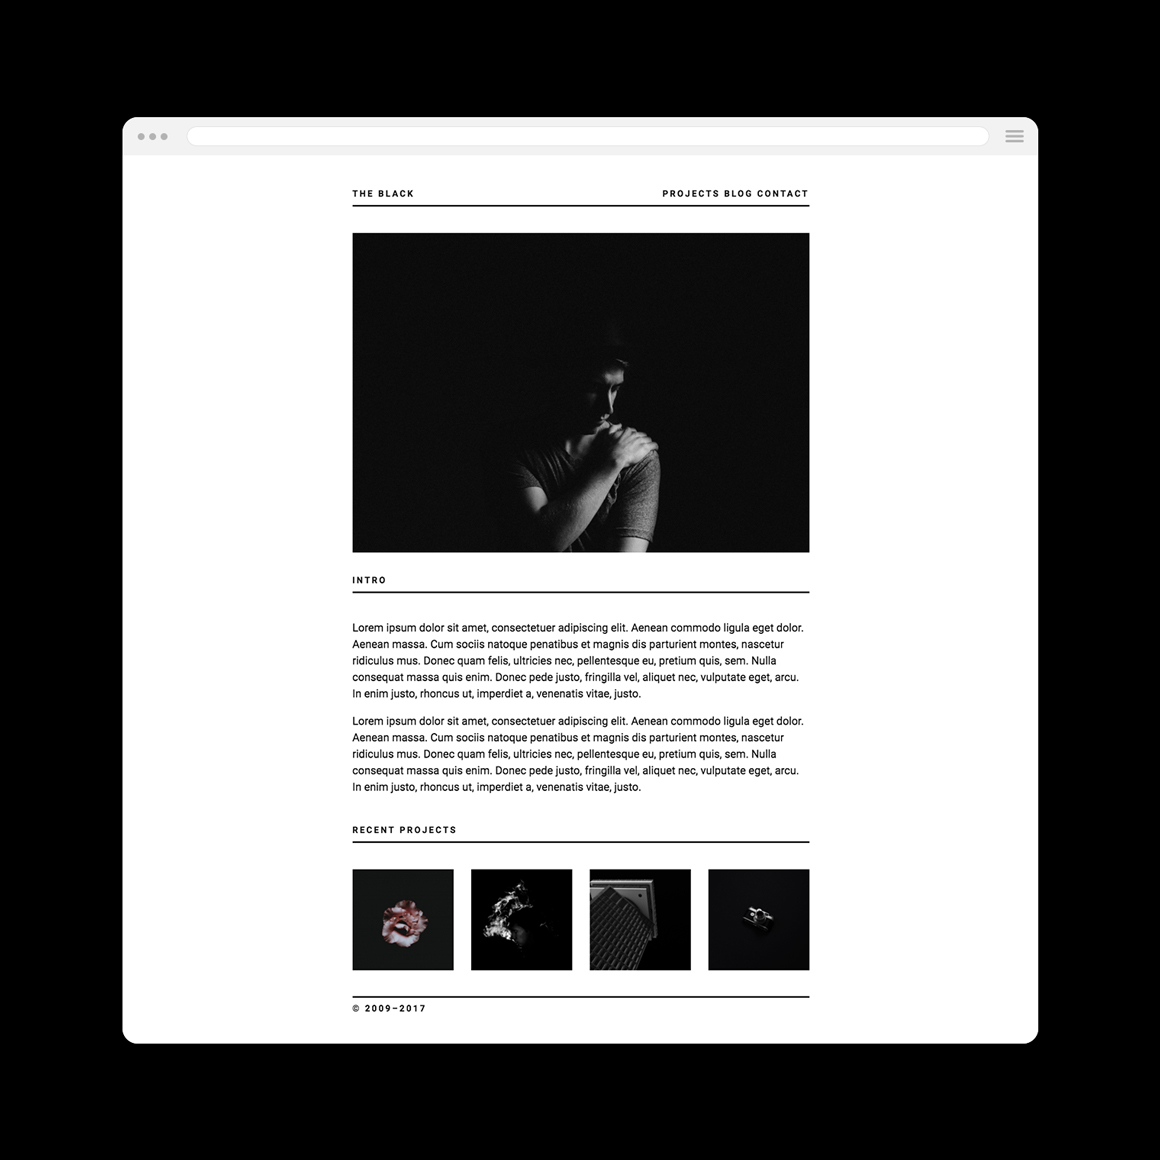 THE BLACK
PROJECTS BLOG CONTACT
INTRO
Lorem ipsum dolor sit amet, consectetuer adipiscing elit. Aenean commodo ligula eget dolor.
Aenean massa. Cum sociis natoque penatibus et magnis dis parturient montes, nascetur
ridiculus mus. Donec quam felis, ultricies nec, pellentesque eu, pretium quis, sem. Nulla
consequat massa quis enim. Donec pede justo, fringilla vel, aliquet nec, vulputate eget, arcu.
In enim justo, rhoncus ut, imperdiet a, venenatis vitae, justo.
Lorem ipsum dolor sit amet, consectetuer adipiscing elit. Aenean commodo ligula eget dolor.
Aenean massa. Cum sociis natoque penatibus et magnis dis parturient montes, nascetur
ridiculus mus. Donec quam felis, ultricies nec, pellentesque eu, pretium quis, sem. Nulla
consequat massa quis enim. Donec pede justo, fringilla vel, aliquet nec, vulputate eget, arcu.
In enim justo, rhoncus ut, imperdiet a, venenatis vitae, justo.
RECENT PROJECTS
© 2009–2017